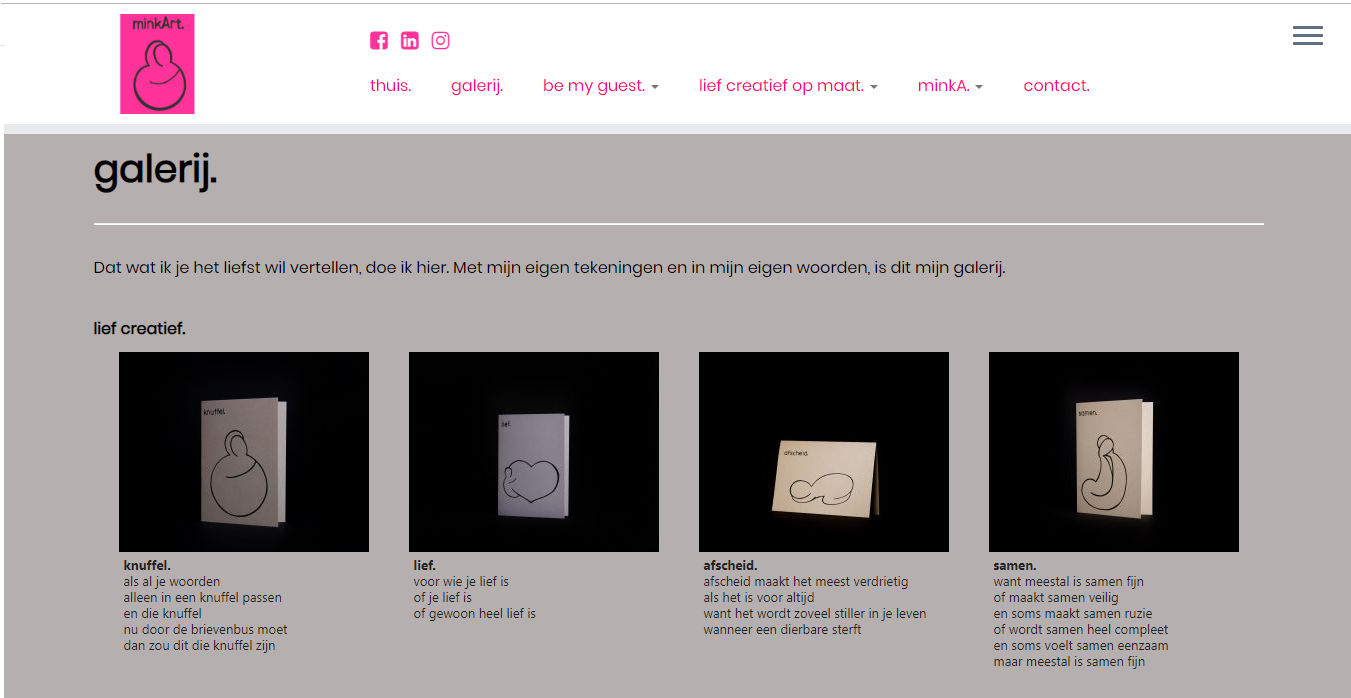 minkArt.
thuis.
galerij.
be my guest.
lief creatief op maat.
minkA.
contact.
galerij.
Dat wat ik je het liefst wil vertellen, doe ik hier. Met mijn eigen tekeningen en in mijn eigen woorden, is dit mijn galerij.
lief creatief.
knuffel.
lief.
afscheid.
samen.
knuffel.
als al je woorden
alleen in een knuffel passen
en die knuffel
nu door de brievenbus moet
dan zou dit die knuffel zijn
lief.
voor wie je lief is
of je lief is
of gewoon heel lief is
afscheid.
afscheid maakt het meest verdrietig
als het is voor altijd
want het wordt zoveel stiller in je leven
wanneer een dierbare sterft
samen.
want meestal is samen fijn
of maakt samen veilig
en soms maakt samen ruzie
of wordt samen heel compleet
en soms voelt samen eenzaam
maar meestal is samen fijn